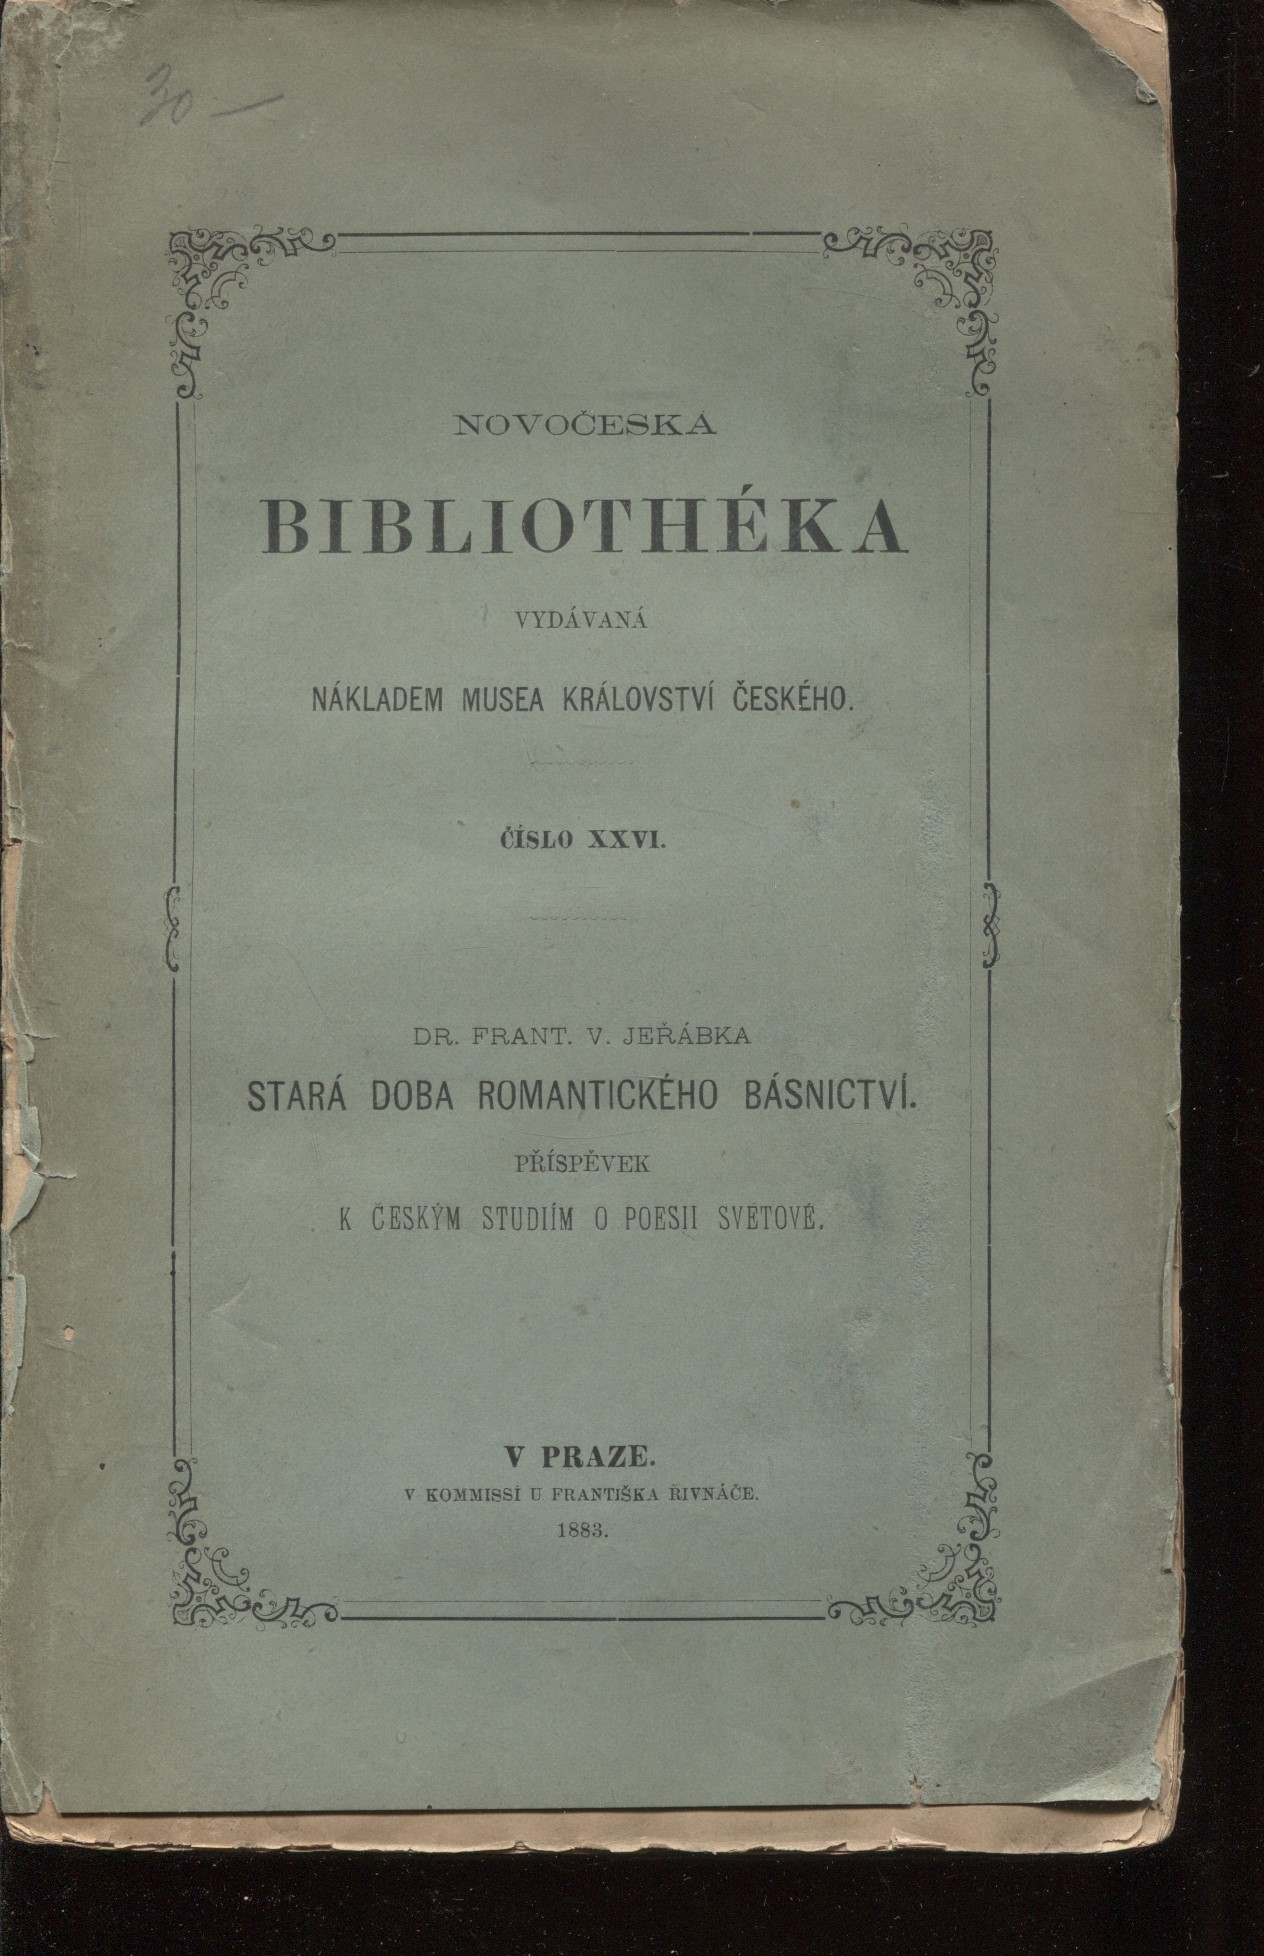 30 —
NOVOČESKÁ
BIBLIOTHÉKA
VYDÁVANÁ
NÁKLADEM MUSEA KRÁLOVSTVÍ ČESKÉHO.
ČÍSLO XXVI.
DR. FRANT. V. JEŘÁBKA
STARÁ DOBA ROMANTICKÉHO BÁSNICTVÍ.
PŘÍSPĚVEK
K ČESKÝM STUDIÍM O POESII SVĚTOVÉ.
V PRAZE.
V KOMMISSÍ U FRANTIŠKA ŘIVNÁČE.
1883.